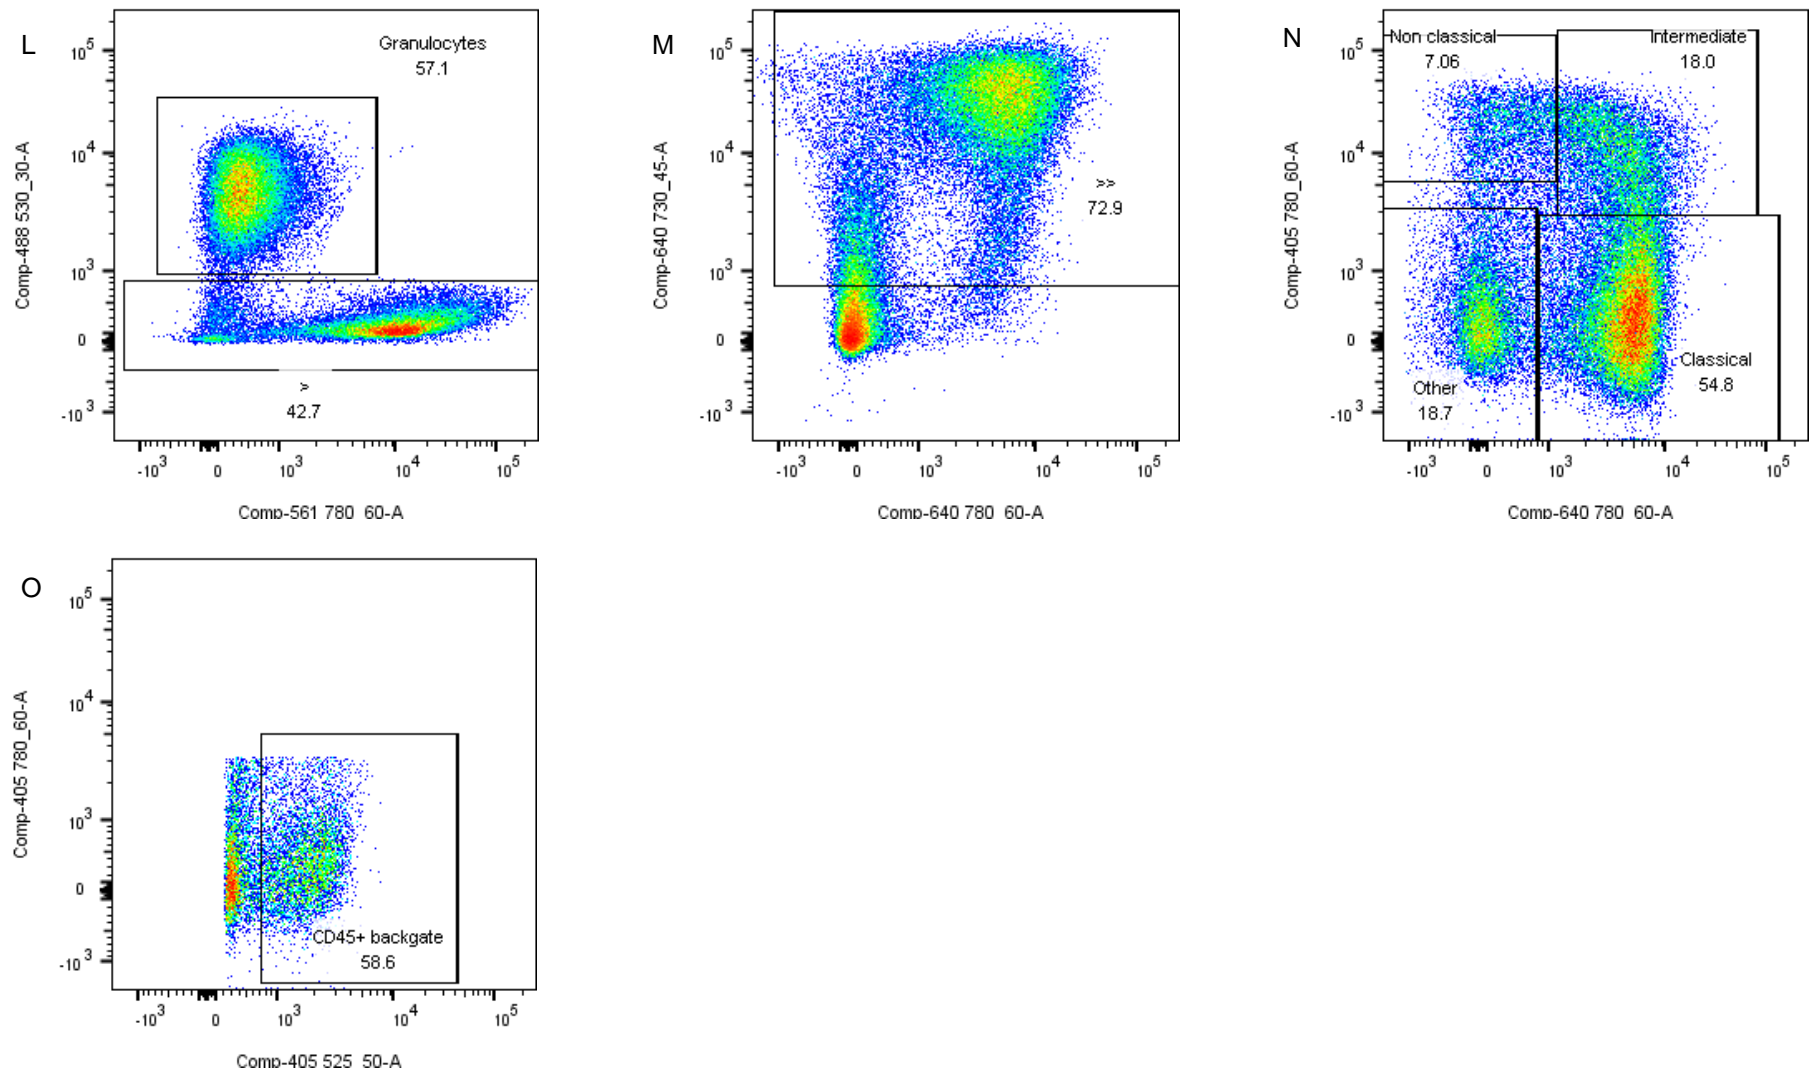 L
Granulocytes
57.1
10^5
10^4
10^3
0
-10^3
Comp-488 530_30-A
>
42.7
-10^3 0 10^3 10^4 10^5
Comp-561 780_60-A
M
10^5
10^4
10^3
0
-10^3
Comp-640 730_45-A
>>
72.9
-10^3 0 10^3 10^4 10^5
Comp-640 780_60-A
N
Non classical
7.06
Intermediate
18.0
10^5
10^4
10^3
0
-10^3
Comp-405 780_60-A
Classical
54.8
Other
18.7
-10^3 0 10^3 10^4 10^5
Comp-640 780_60-A
O
10^5
10^4
10^3
0
-10^3
Comp-405 780_60-A
CD45+ backgate
58.6
-10^3 0 10^3 10^4 10^5
Comp-405 525_50-A